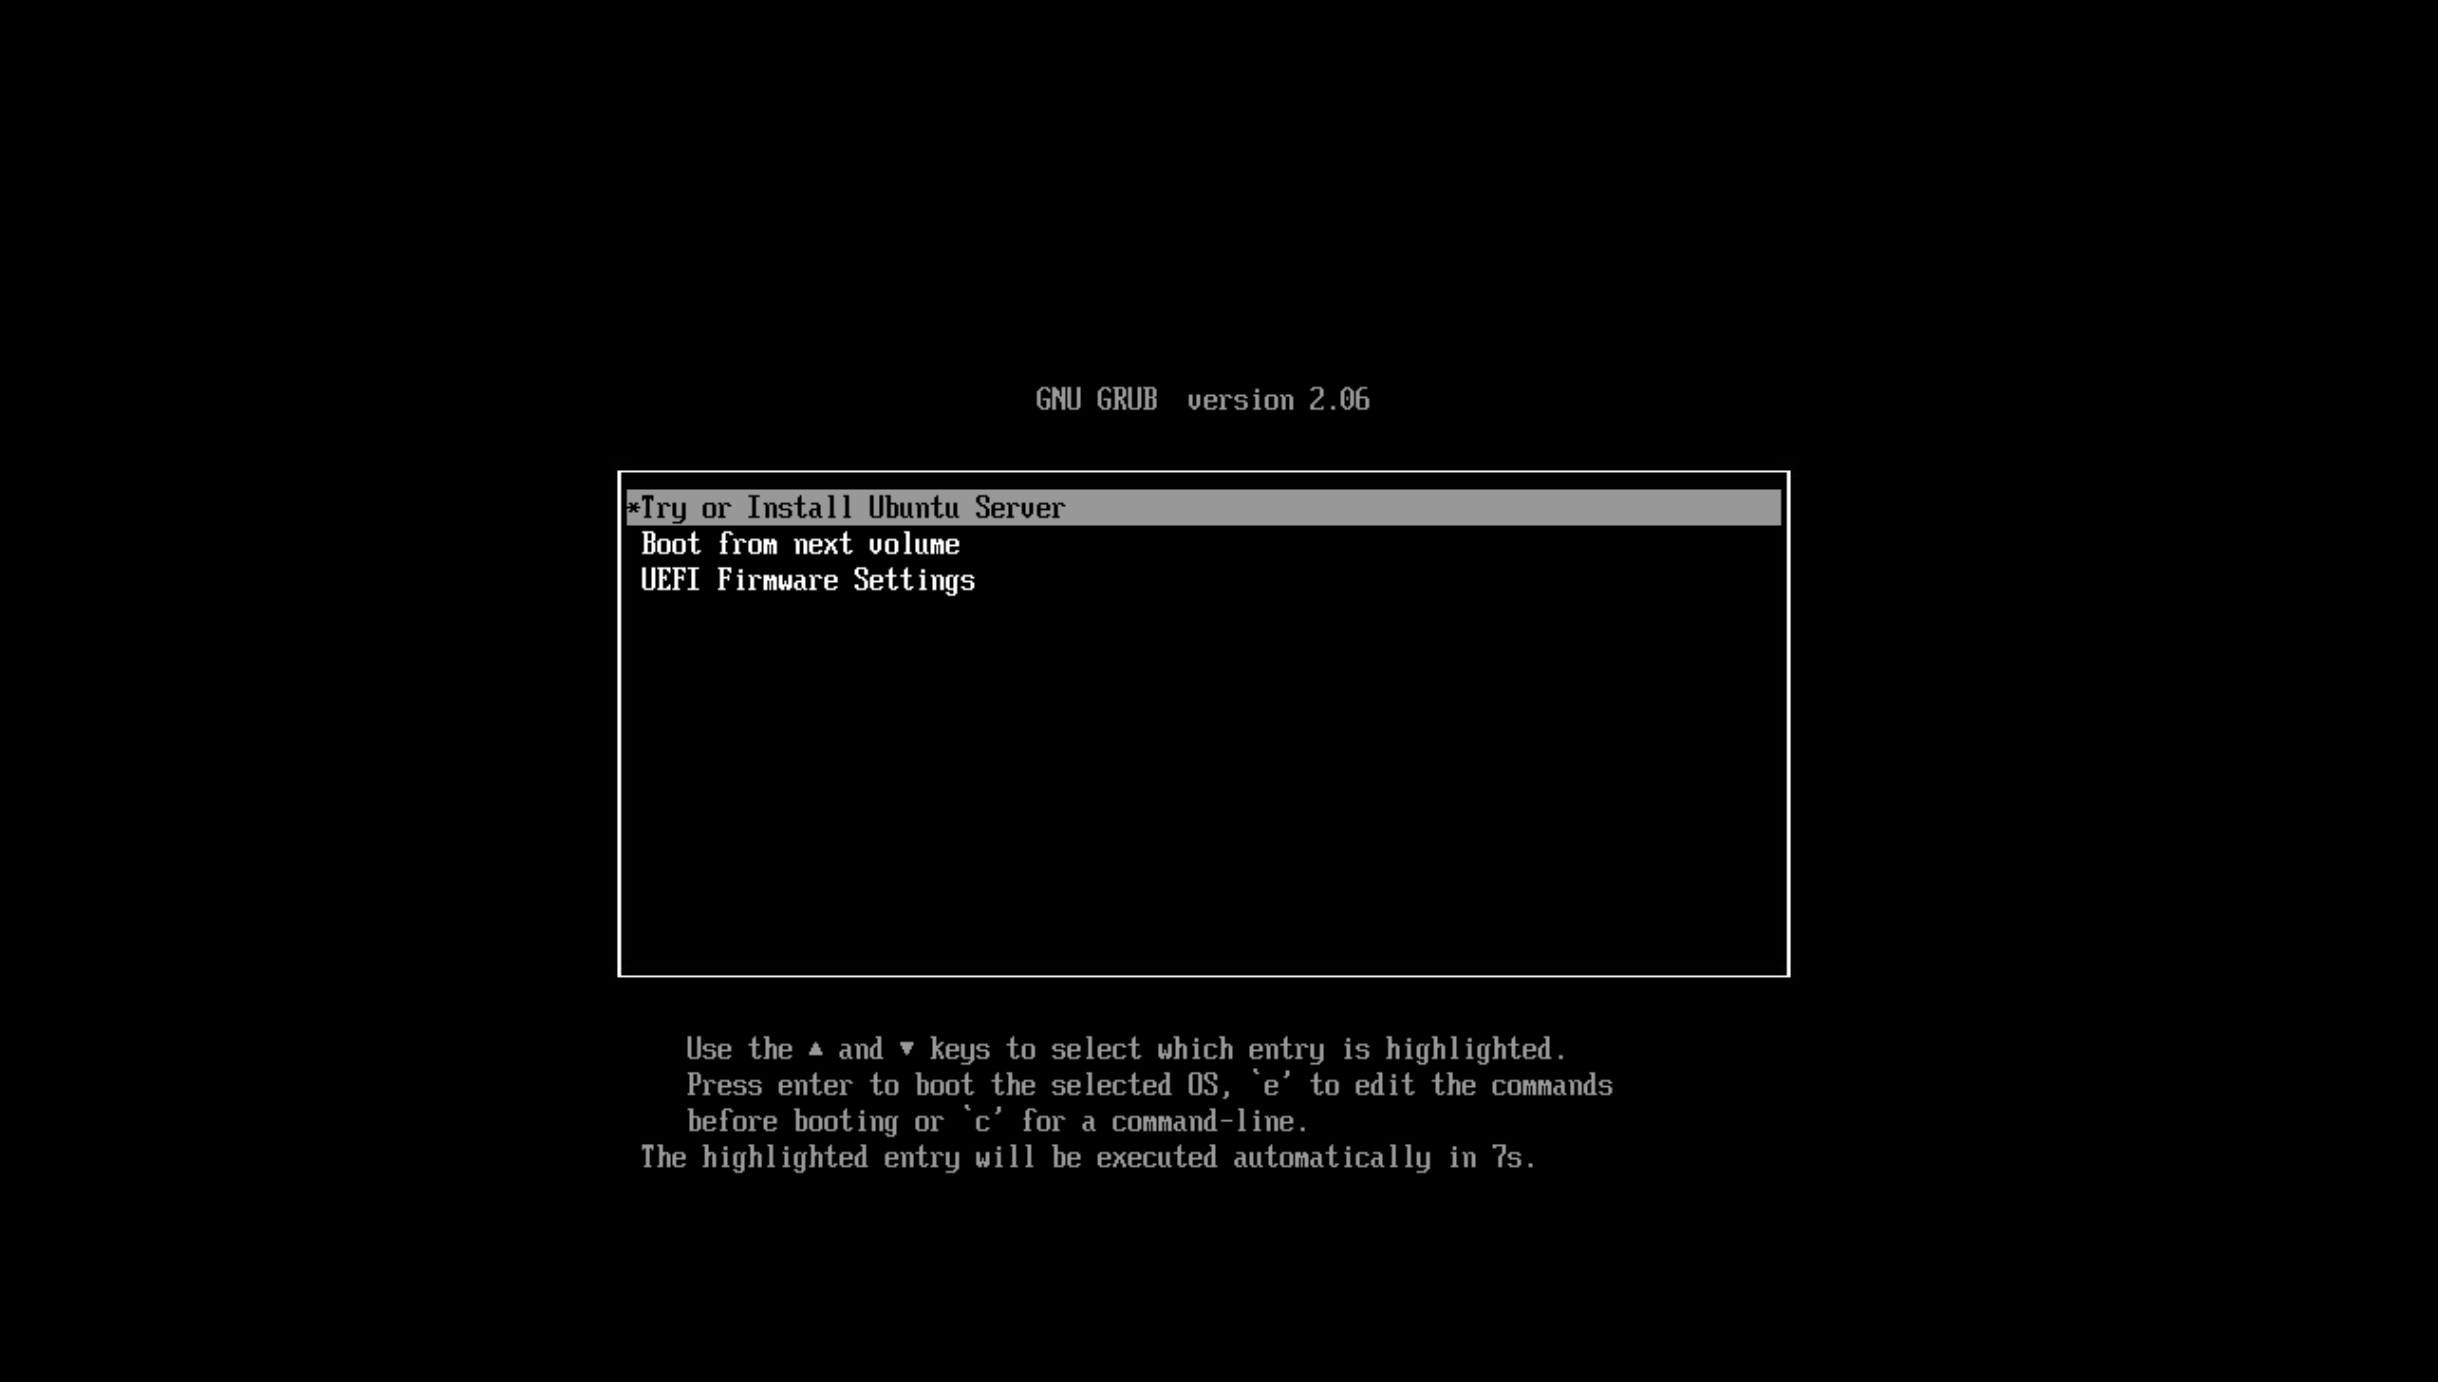 GNU GRUB  version 2.06
*Try or Install Ubuntu Server
Boot from next volume
UEFI Firmware Settings
Use the ▲ and ▼ keys to select which entry is highlighted.
Press enter to boot the selected OS, `e' to edit the commands
before booting or `c' for a command-line.
The highlighted entry will be executed automatically in 7s.